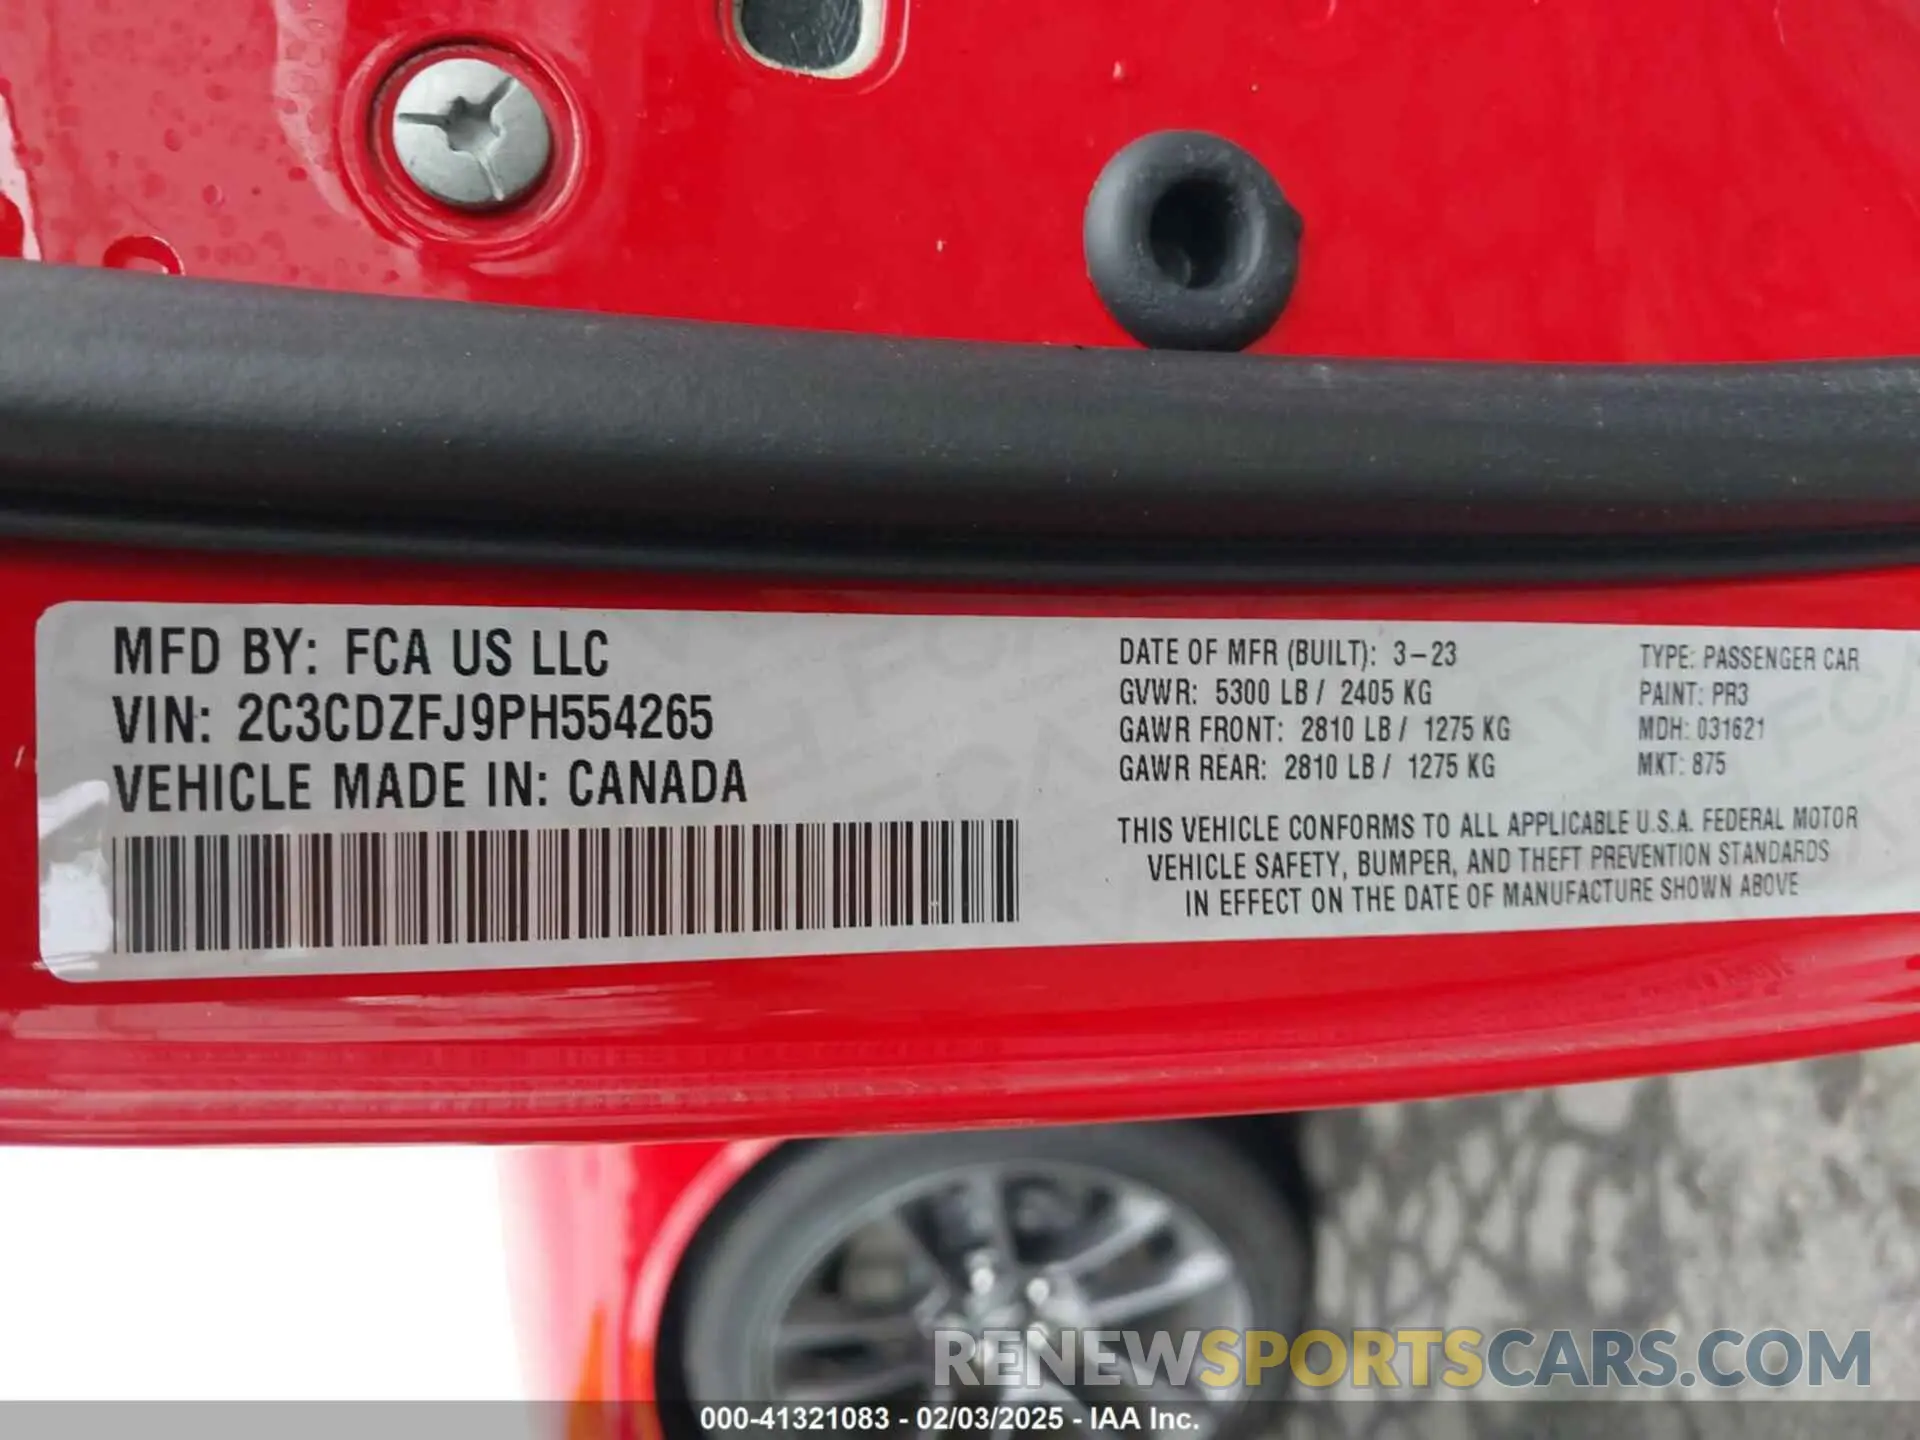 MFD BY: FCA US LLC
VIN: 2C3CDZFJ9PH554265
VEHICLE MADE IN: CANADA
DATE OF MFR (BUILT): 3-23
GVWR: 5300 LB / 2405 KG
GAWR FRONT: 2810 LB / 1275 KG
GAWR REAR: 2810 LB / 1275 KG
TYPE: PASSENGER CAR
PAINT: PR3
MDH: 031621
MKT: 875
THIS VEHICLE CONFORMS TO ALL APPLICABLE U.S.A. FEDERAL MOTOR
VEHICLE SAFETY, BUMPER, AND THEFT PREVENTION STANDARDS
IN EFFECT ON THE DATE OF MANUFACTURE SHOWN ABOVE
RENEWSPORTSCARS.COM
000-41321083 - 02/03/2025 - IAA Inc.